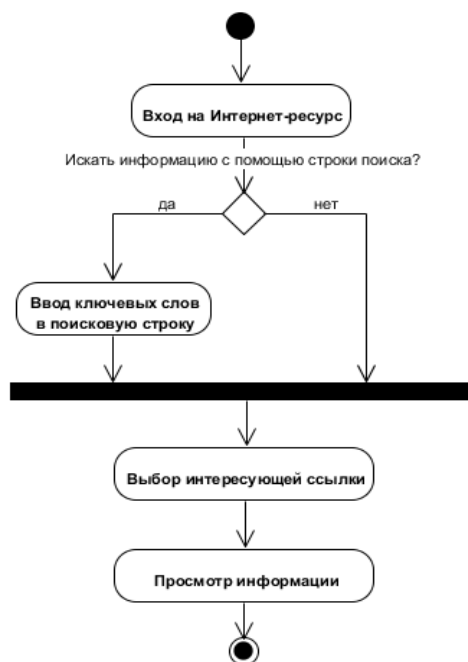 Вход на Интернет-ресурс
Искать информацию с помощью строки поиска?
да
нет
Ввод ключевых слов
в поисковую строку
Выбор интересующей ссылки
Просмотр информации